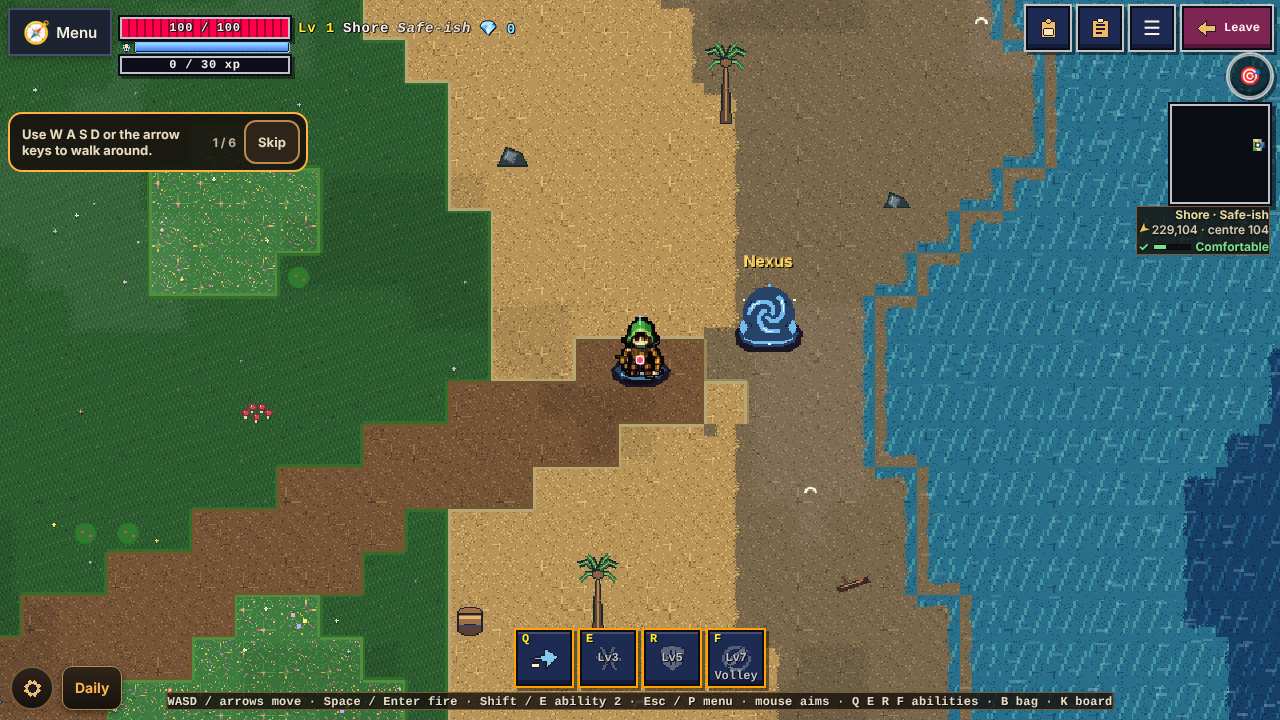 Menu
100 / 100
Lv 1 Shore Safe-ish 0
0 / 30 xp
Leave
Use W A S D or the arrow
keys to walk around.
1 / 6
Skip
Shore · Safe-ish
229,104 · centre 104
Comfortable
Nexus
Q
E
Lv3
R
Lv5
F
Lv7
Volley
Daily
WASD / arrows move · Space / Enter fire · Shift / E ability 2 · Esc / P menu · mouse aims · Q E R F abilities · B bag · K board